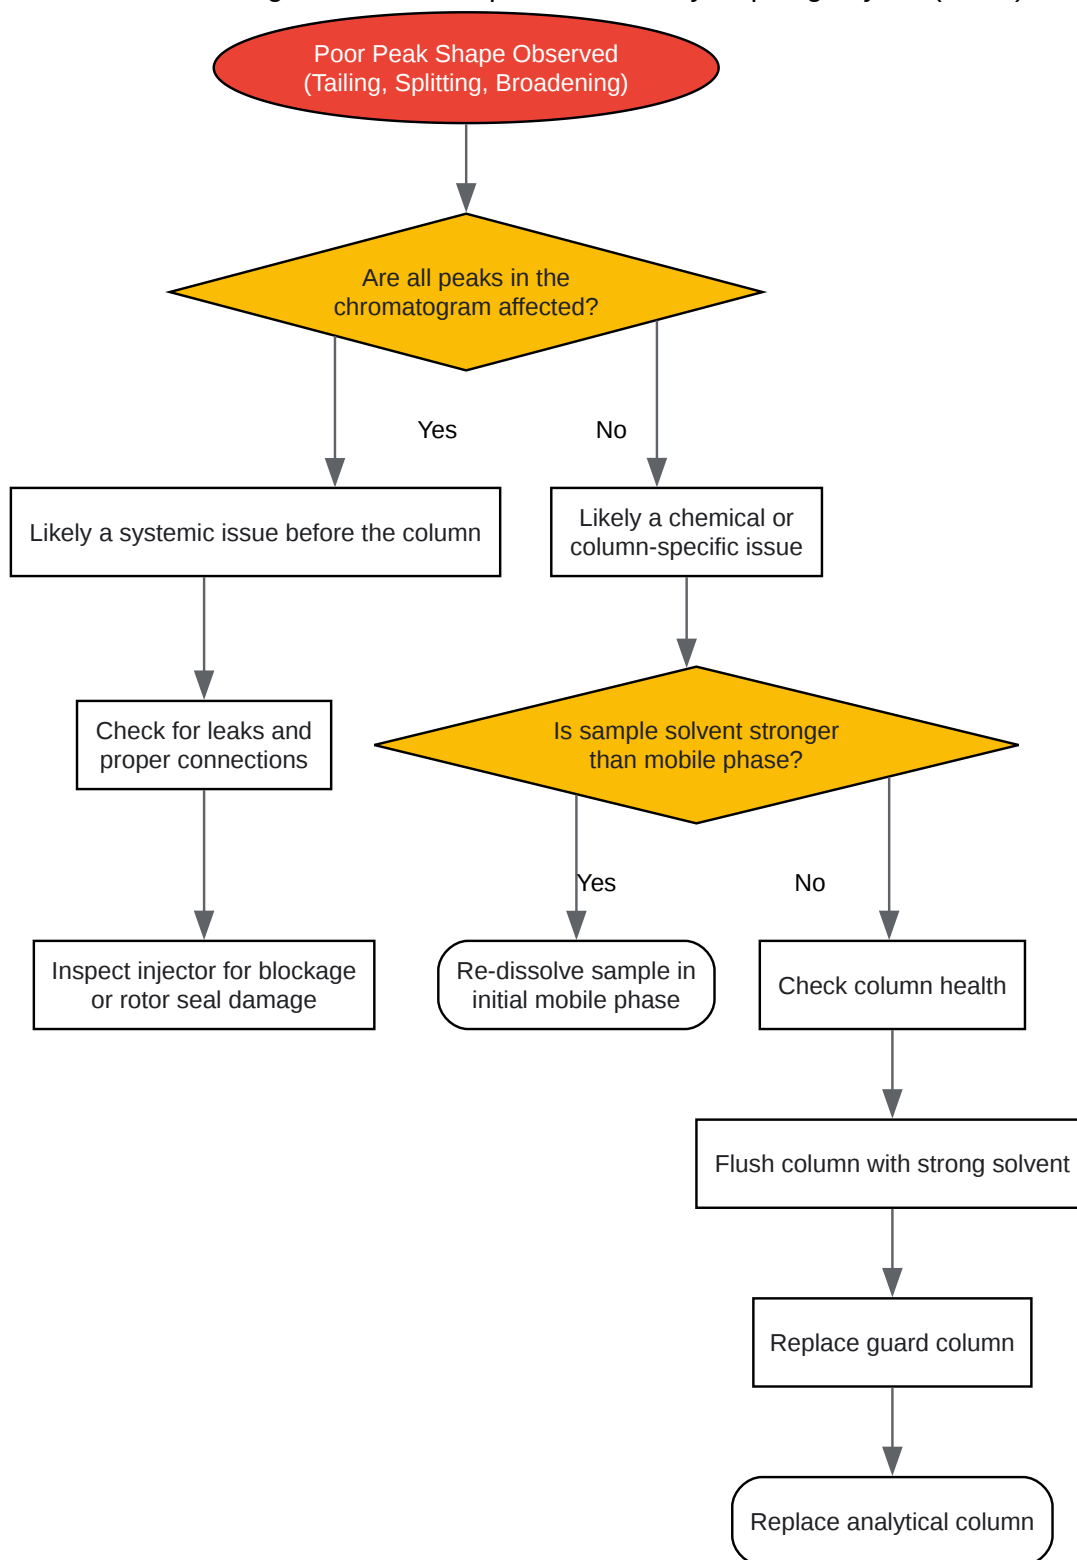 Poor Peak Shape Observed
(Tailing, Splitting, Broadening)
Are all peaks in the
chromatogram affected?
Yes
No
Likely a systemic issue before the column
Likely a chemical or
column-specific issue
Check for leaks and
proper connections
Is sample solvent stronger
than mobile phase?
Yes
No
Inspect injector for blockage
or rotor seal damage
Re-dissolve sample in
initial mobile phase
Check column health
Flush column with strong solvent
Replace guard column
Replace analytical column